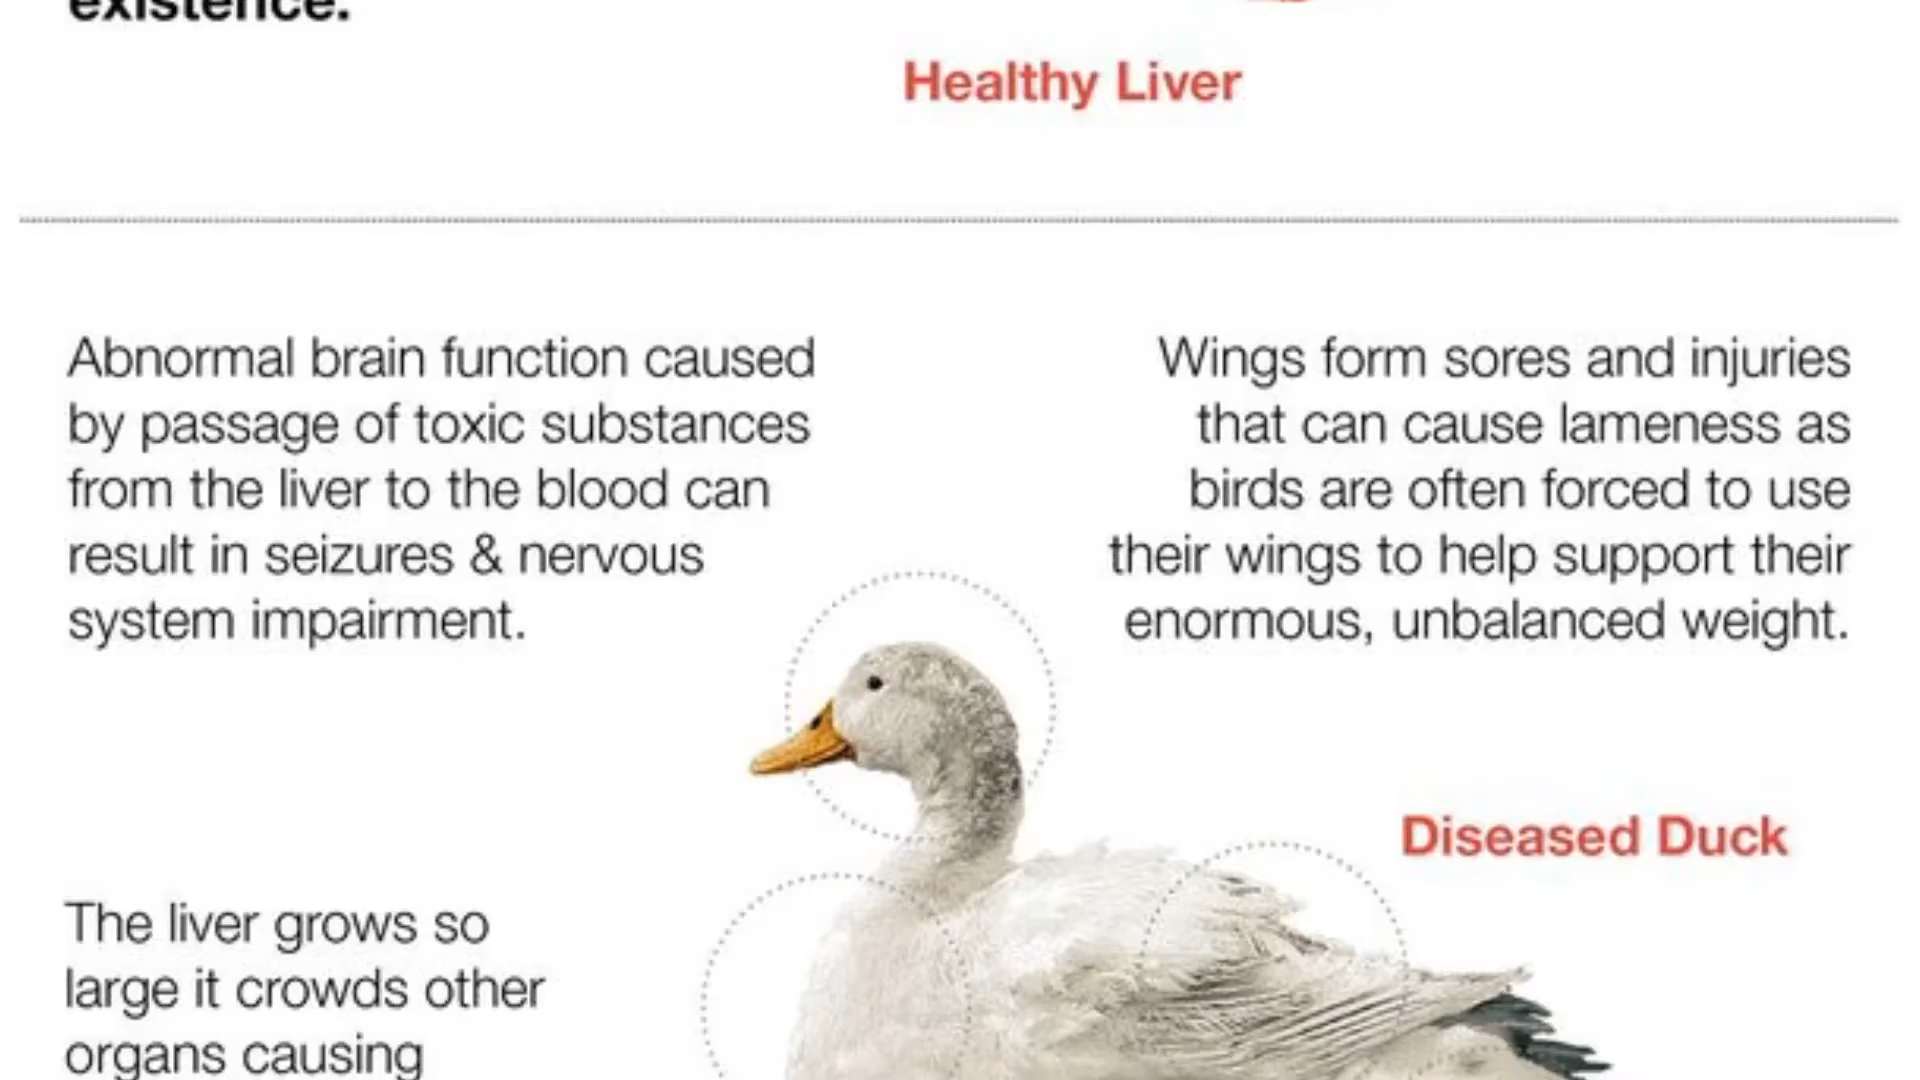 existence.
Healthy Liver
Abnormal brain function caused
by passage of toxic substances
from the liver to the blood can
result in seizures & nervous
system impairment.
Wings form sores and injuries
that can cause lameness as
birds are often forced to use
their wings to help support their
enormous, unbalanced weight.
Diseased Duck
The liver grows so
large it crowds other
organs causing